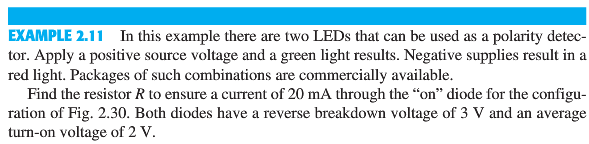 EXAMPLE 2.11 In this example there are two LEDs that can be used as a polarity detec-
tor. Apply a positive source voltage and a green light results. Negative supplies result in a
red light. Packages of such combinations are commercially available.
Find the resistor R to ensure a current of 20 mA through the “on” diode for the configu-
ration of Fig. 2.30. Both diodes have a reverse breakdown voltage of 3 V and an average
turn-on voltage of 2 V.